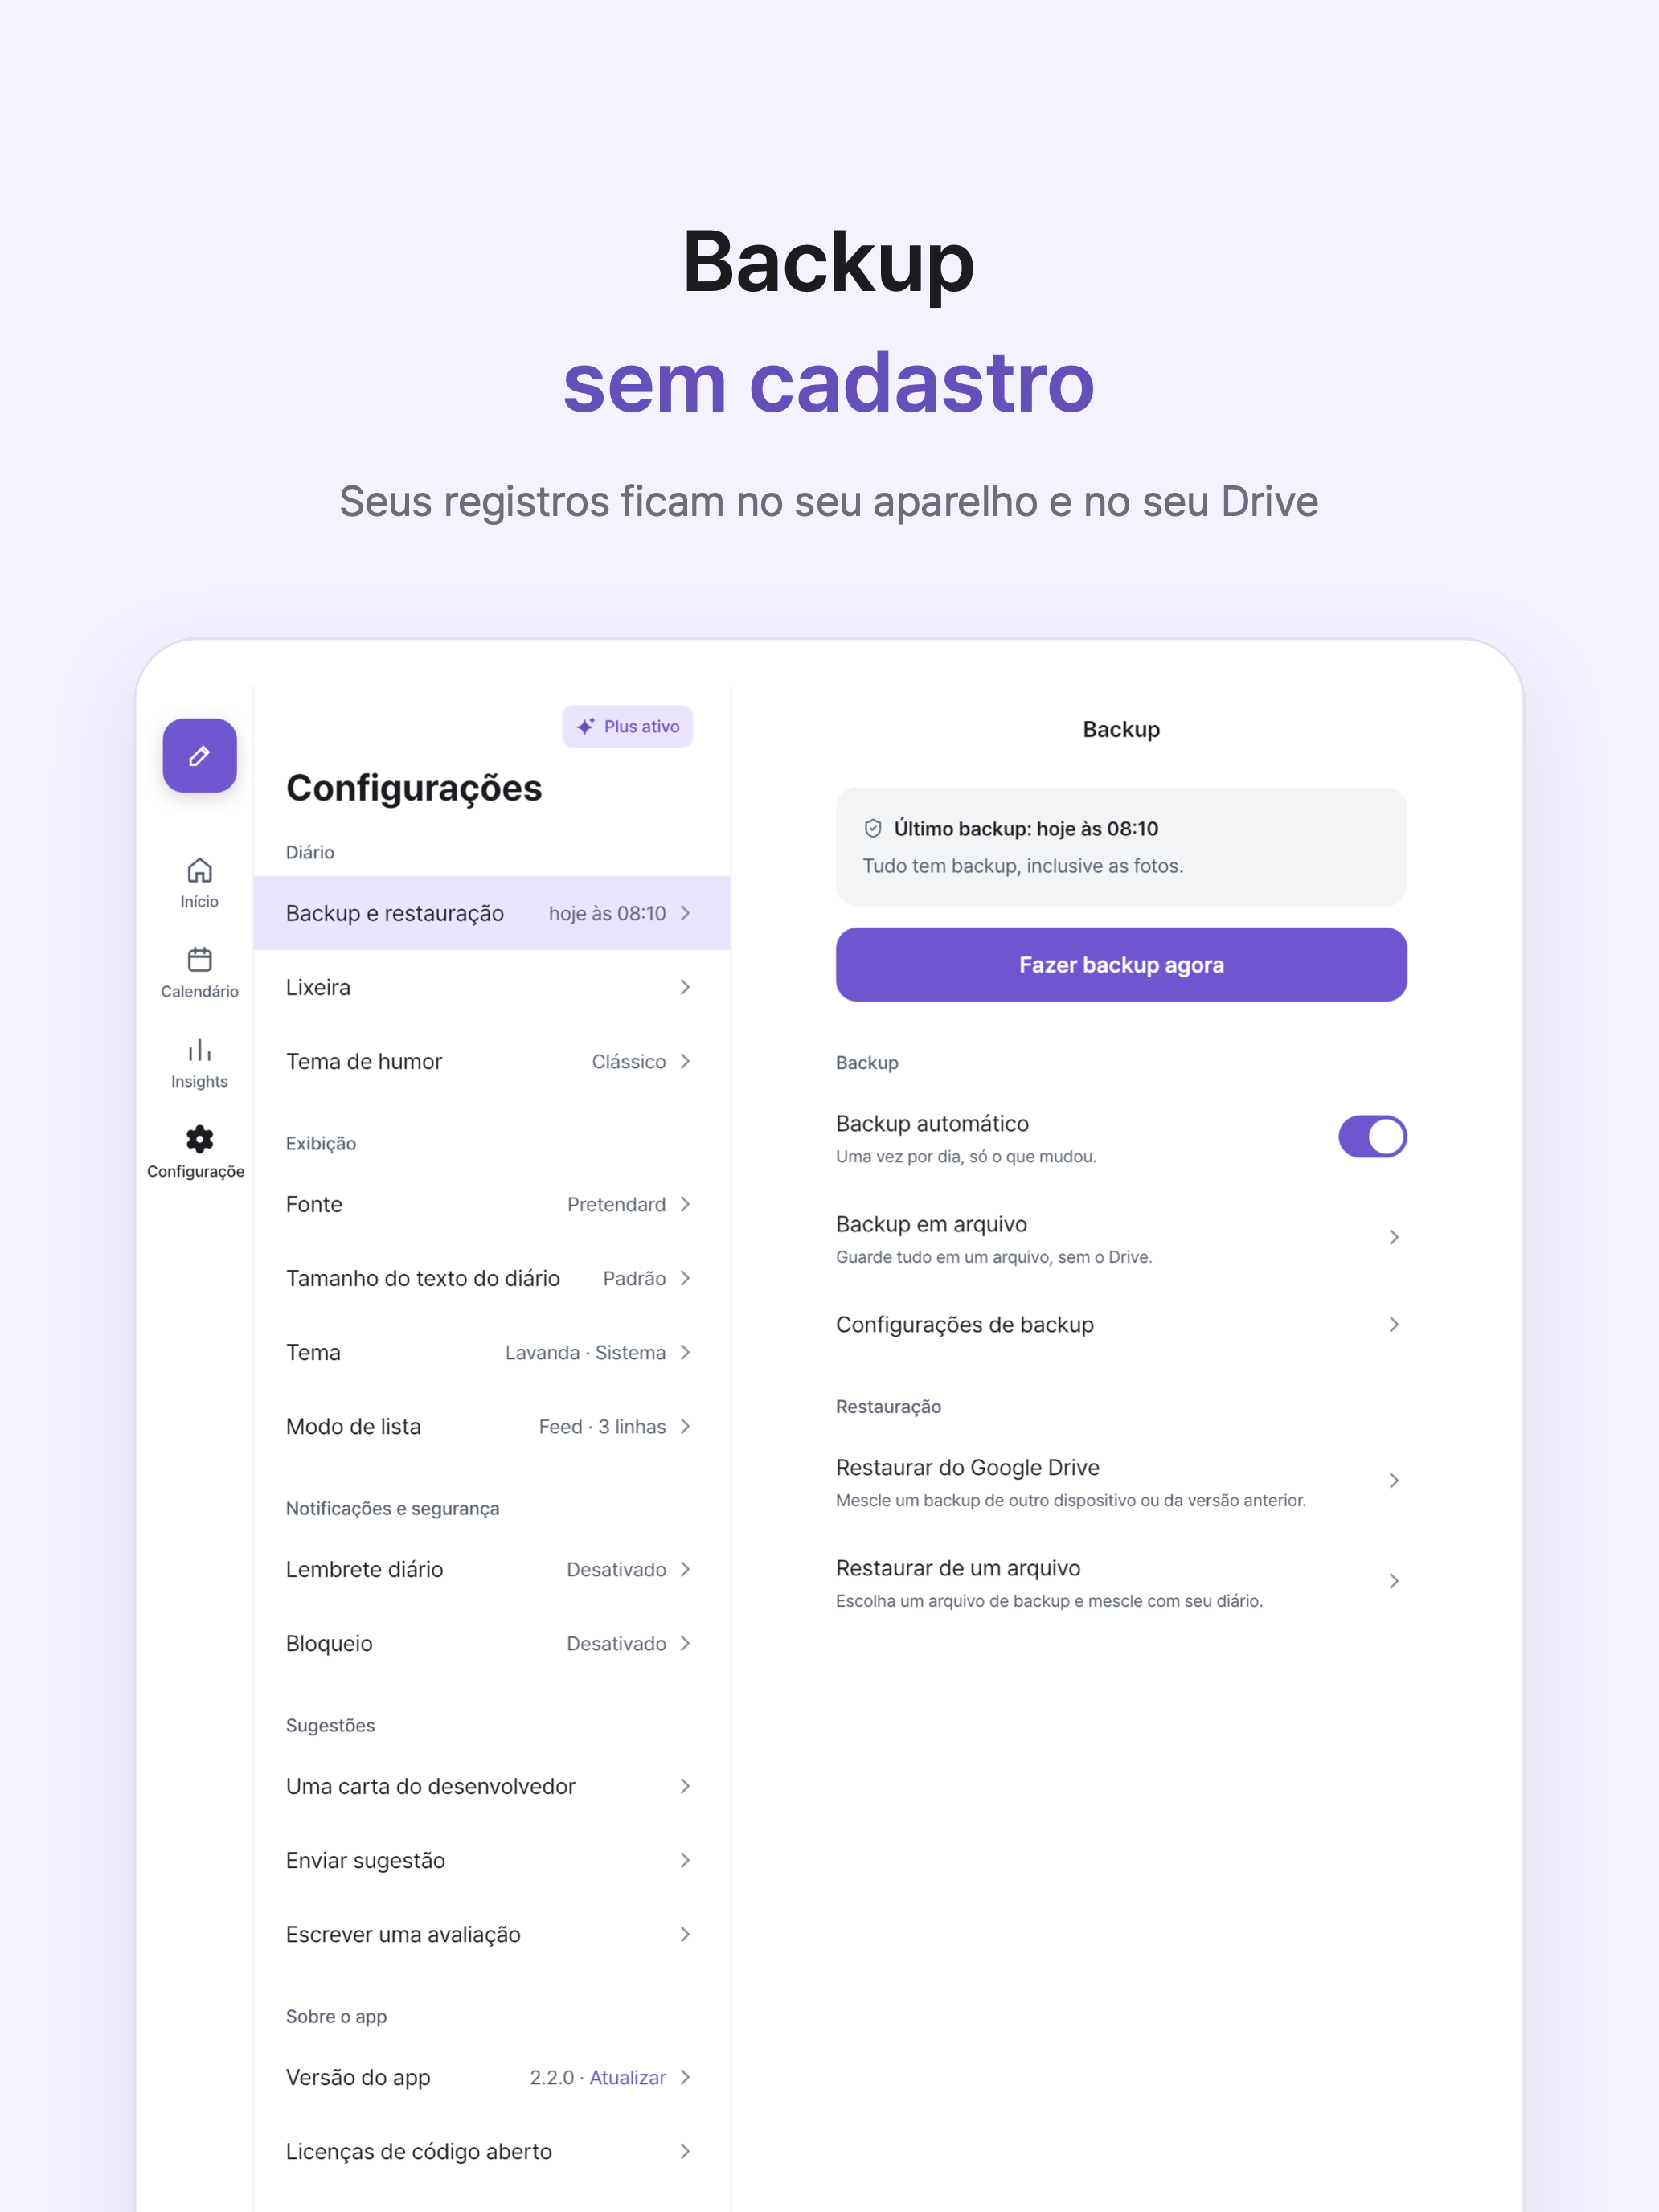 Backup
sem cadastro
Seus registros ficam no seu aparelho e no seu Drive
Início
Calendário
Insights
Configuraçõe
Plus ativo
Configurações
Diário
Backup e restauração hoje às 08:10
Lixeira
Tema de humor Clássico
Exibição
Fonte Pretendard
Tamanho do texto do diário Padrão
Tema Lavanda · Sistema
Modo de lista Feed · 3 linhas
Notificações e segurança
Lembrete diário Desativado
Bloqueio Desativado
Sugestões
Uma carta do desenvolvedor
Enviar sugestão
Escrever uma avaliação
Sobre o app
Versão do app 2.2.0 · Atualizar
Licenças de código aberto
Backup
Último backup: hoje às 08:10
Tudo tem backup, inclusive as fotos.
Fazer backup agora
Backup
Backup automático
Uma vez por dia, só o que mudou.
Backup em arquivo
Guarde tudo em um arquivo, sem o Drive.
Configurações de backup
Restauração
Restaurar do Google Drive
Mescle um backup de outro dispositivo ou da versão anterior.
Restaurar de um arquivo
Escolha um arquivo de backup e mescle com seu diário.